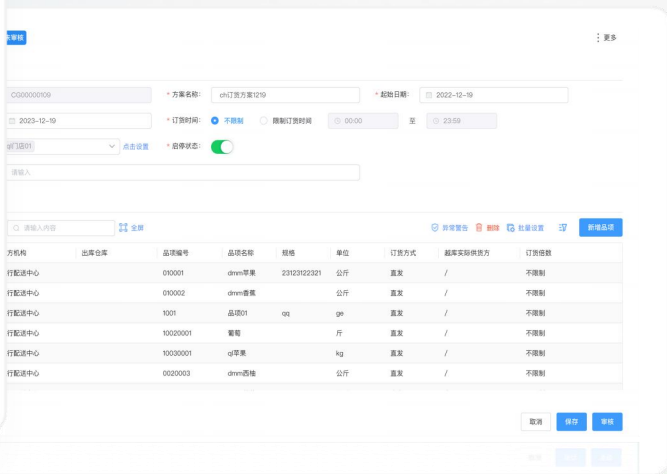 审核
更多
CG00000109 * 方案名称： ch订货方案1219 * 起始日期： 2022-12-19
2023-12-19 * 订货时间： 不限制 限制订货时间 00:00 至 23:59
ql门店01 点击设置 * 启停状态：
请输入
请输入内容 全屏 异常警告 删除 批量设置 新增品项
方机构 出库仓库 品项编号 品项名称 规格 单位 订货方式 越库实际供货方 订货倍数
行配送中心 010001 dmm苹果 23123122321 公斤 直发 / 不限制
行配送中心 010002 dmm香蕉 公斤 直发 / 不限制
行配送中心 1001 品项01 qq ge 直发 / 不限制
行配送中心 10020001 葡萄 斤 直发 / 不限制
行配送中心 10030001 ql苹果 kg 直发 / 不限制
行配送中心 0020003 dmm西柚 公斤 直发 / 不限制
取消 保存 审核